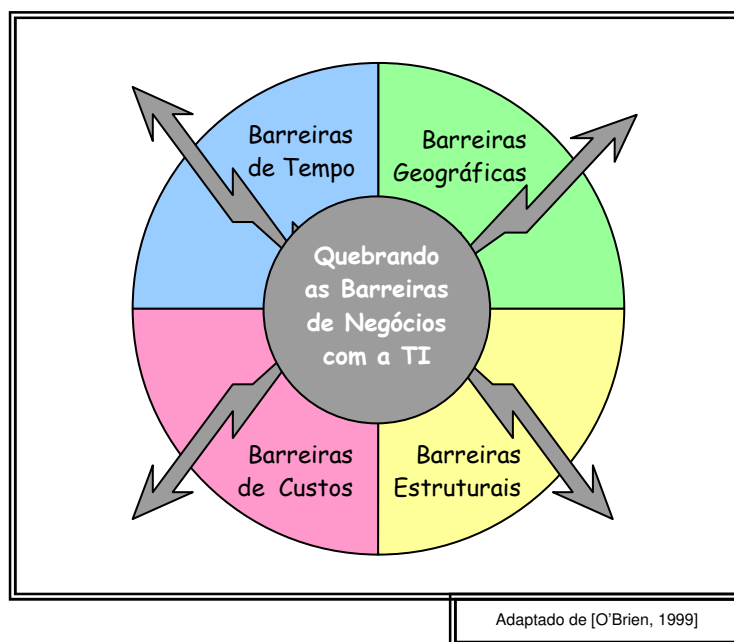 Barreiras
de Tempo
Barreiras
Geográficas
Quebrando
as Barreiras
de Negócios
com a TI
Barreiras
de Custos
Barreiras
Estruturais
Adaptado de [O'Brien, 1999]